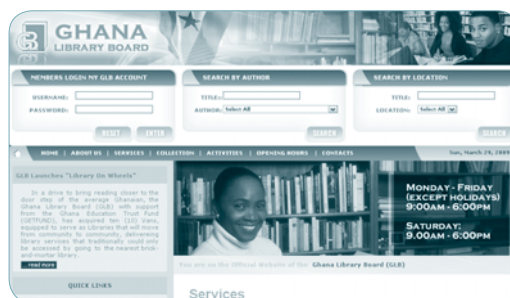 GHANA
LIBRARY BOARD
MEMBERS LOGIN MY GLB ACCOUNT
USERNAME:
PASSWORD:
RESET ENTER
SEARCH BY AUTHOR
TITLE:
AUTHOR: Select All
SEARCH
SEARCH BY LOCATION
TITLE:
LOCATION: Select All
SEARCH
HOME | ABOUT US | SERVICES | COLLECTION | ACTIVITIES | OPENING HOURS | CONTACTS
Sun, March 29, 2009
GLB Launches "Library On Wheels"
In a drive to bring reading closer to the
door step of the average Ghanaian, the
Ghana Library Board (GLB) with support
from the Ghana Education Trust Fund
(GETFUND), has acquired ten (10) Vans,
equipped to serve as Libraries that will move
from community to community, delivering
library services that traditionally could only
be accessed by going to the nearest brick-
and-mortar library.
...read more
QUICK LINKS
MONDAY - FRIDAY
(EXCEPT HOLIDAYS)
9:00AM - 6:00PM
SATURDAY:
9.00AM - 6:00PM
You are on the Official Website of the Ghana Library Board (GLB)
Services